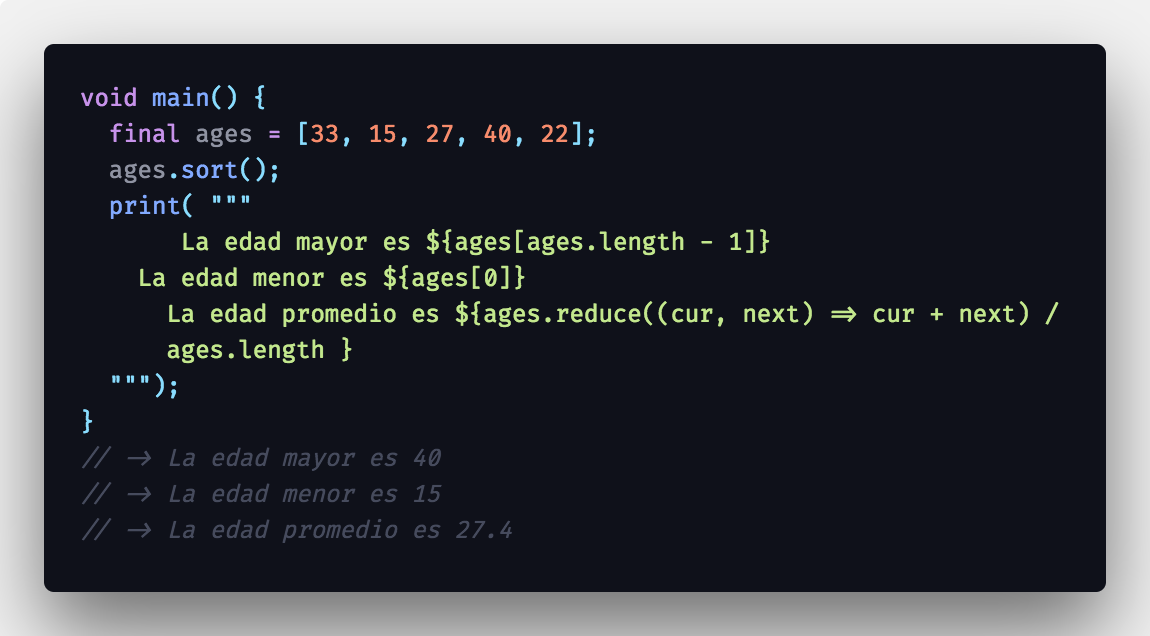 void main() {
  final ages = [33, 15, 27, 40, 22];
  ages.sort();
  print( """
       La edad mayor es ${ages[ages.length - 1]}
    La edad menor es ${ages[0]}
      La edad promedio es ${ages.reduce((cur, next) => cur + next) /
      ages.length }
  """);
}
// -> La edad mayor es 40
// -> La edad menor es 15
// -> La edad promedio es 27.4